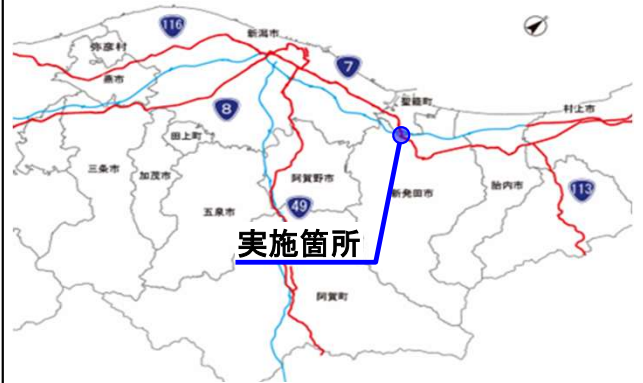 116
新潟市
弥彦村
燕市
7
8
聖籠町
村上市
田上町
三条市
加茂市
阿賀野市
新発田市
胎内市
113
49
五泉市
実施箇所
阿賀町